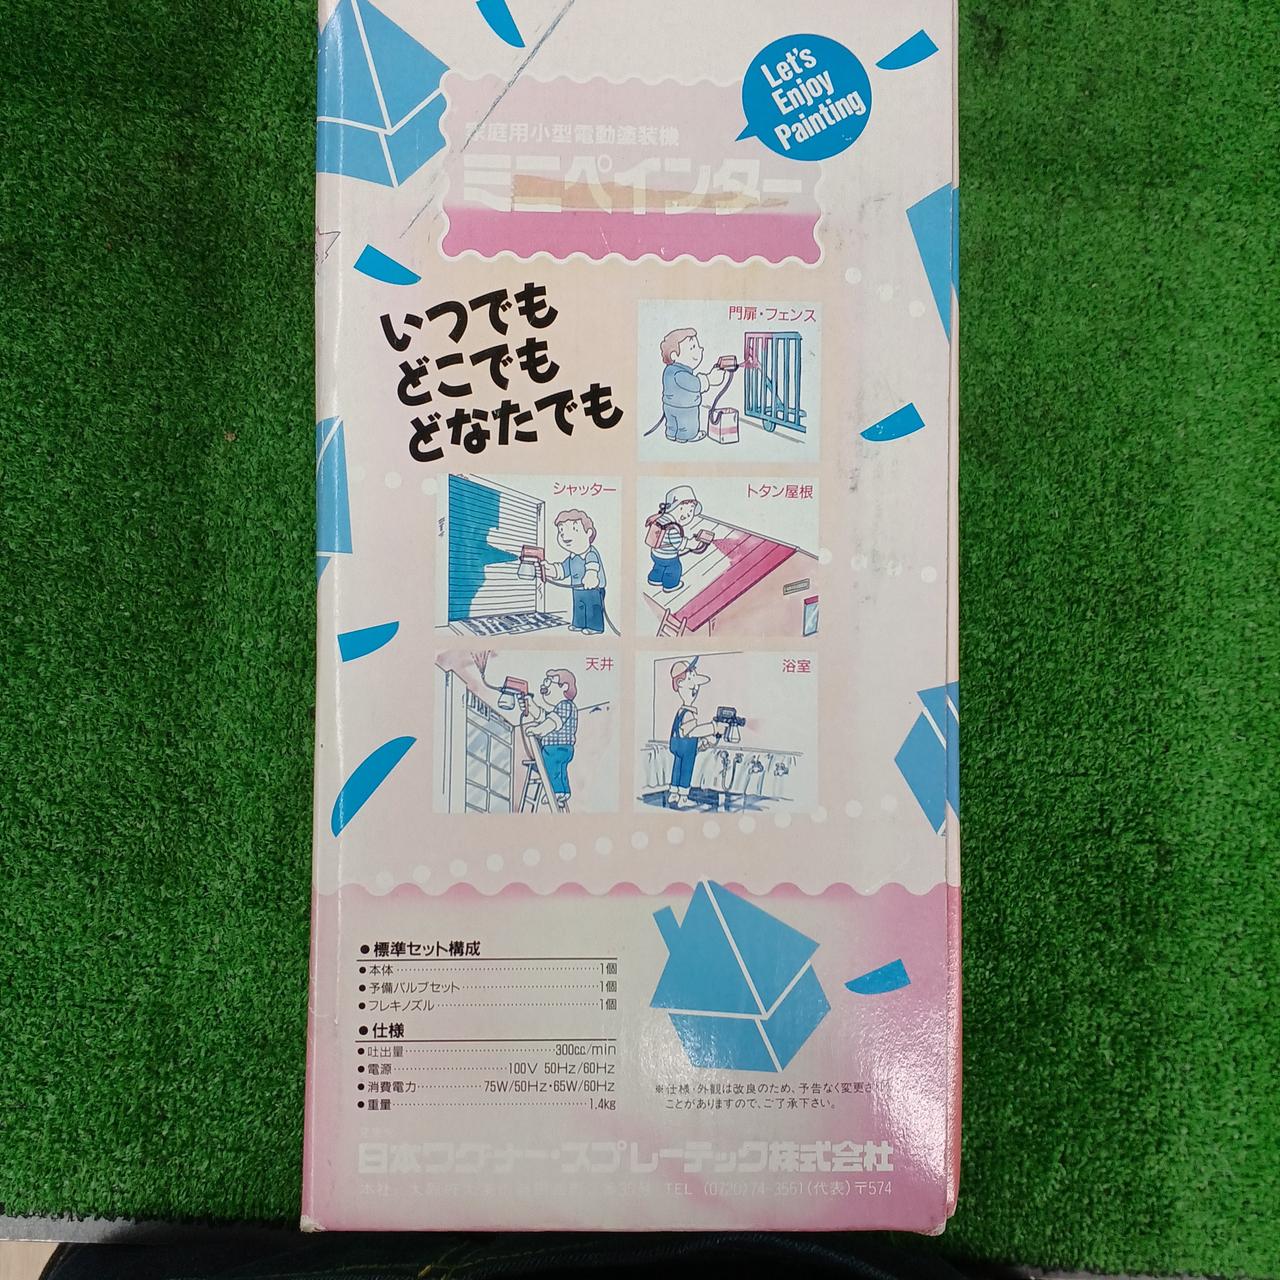 Let's
Enjoy
Painting
家庭用小型電動塗装機
ミニペインター
いつでも
どこでも
どなたでも
門扉・フェンス
シャッター
トタン屋根
天井
浴室
●標準セット構成
●本体 1個
●予備バルブセット 1個
●フレキノズル 1個
●仕様
●吐出量 300cc/min
●電源 100V 50Hz/60Hz
●消費電力 75W/50Hz・65W/60Hz
●重量 1.4kg
※仕様・外観は改良のため、予告なく変更
ことがありますので、ご了承下さい。
日本ワグナー・スプレーテック株式会社
本社 TEL (0720)74-3561(代表)〒574